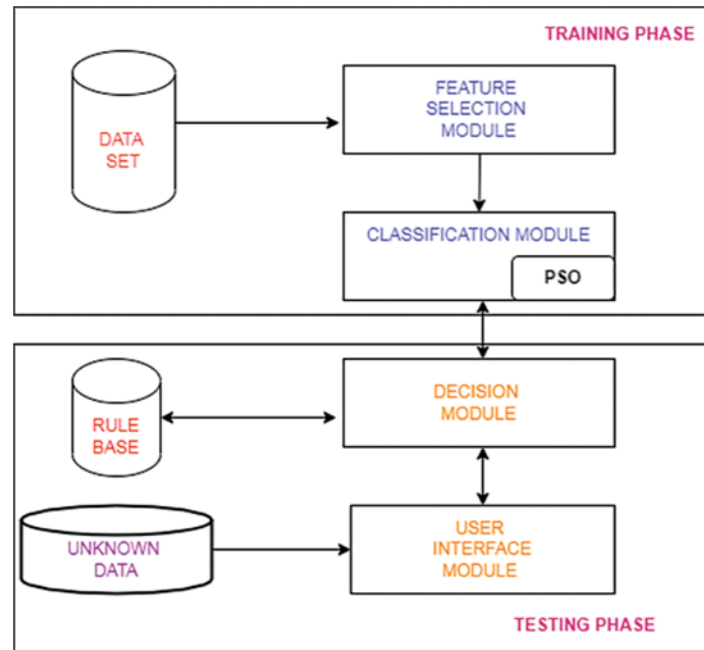 TRAINING PHASE
DATA
SET
FEATURE
SELECTION
MODULE
CLASSIFICATION MODULE
PSO
RULE
BASE
DECISION
MODULE
UNKNOWN
DATA
USER
INTERFACE
MODULE
TESTING PHASE